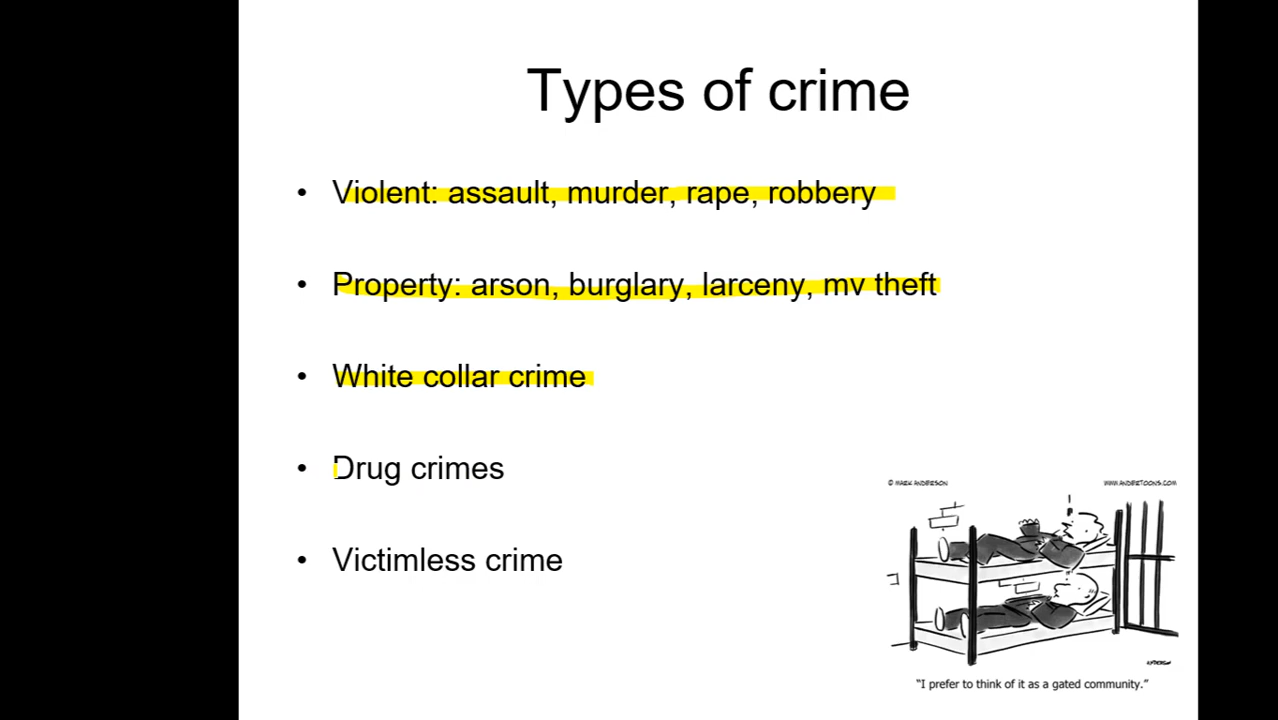 Types of crime
• Violent: assault, murder, rape, robbery
• Property: arson, burglary, larceny, mv theft
• White collar crime
• Drug crimes
• Victimless crime
© MARK ANDERSON
WWW.ANDERTOONS.COM
"I prefer to think of it as a gated community."